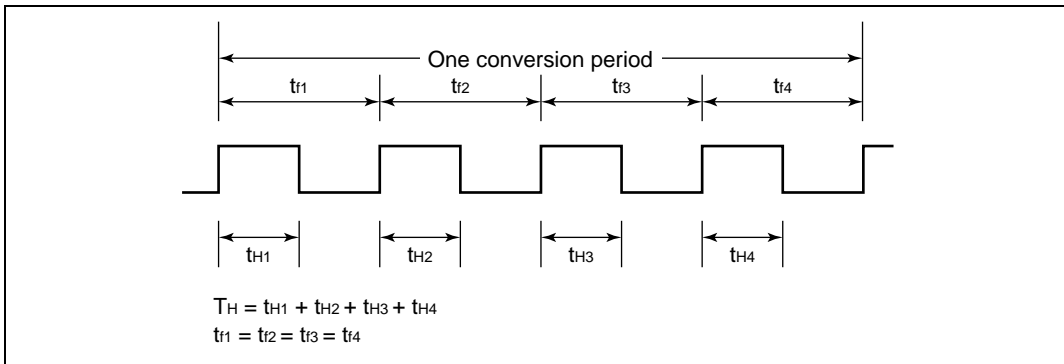 One conversion period
tf1 tf2 tf3 tf4
tH1 tH2 tH3 tH4
TH = tH1 + tH2 + tH3 + tH4
tf1 = tf2 = tf3 = tf4